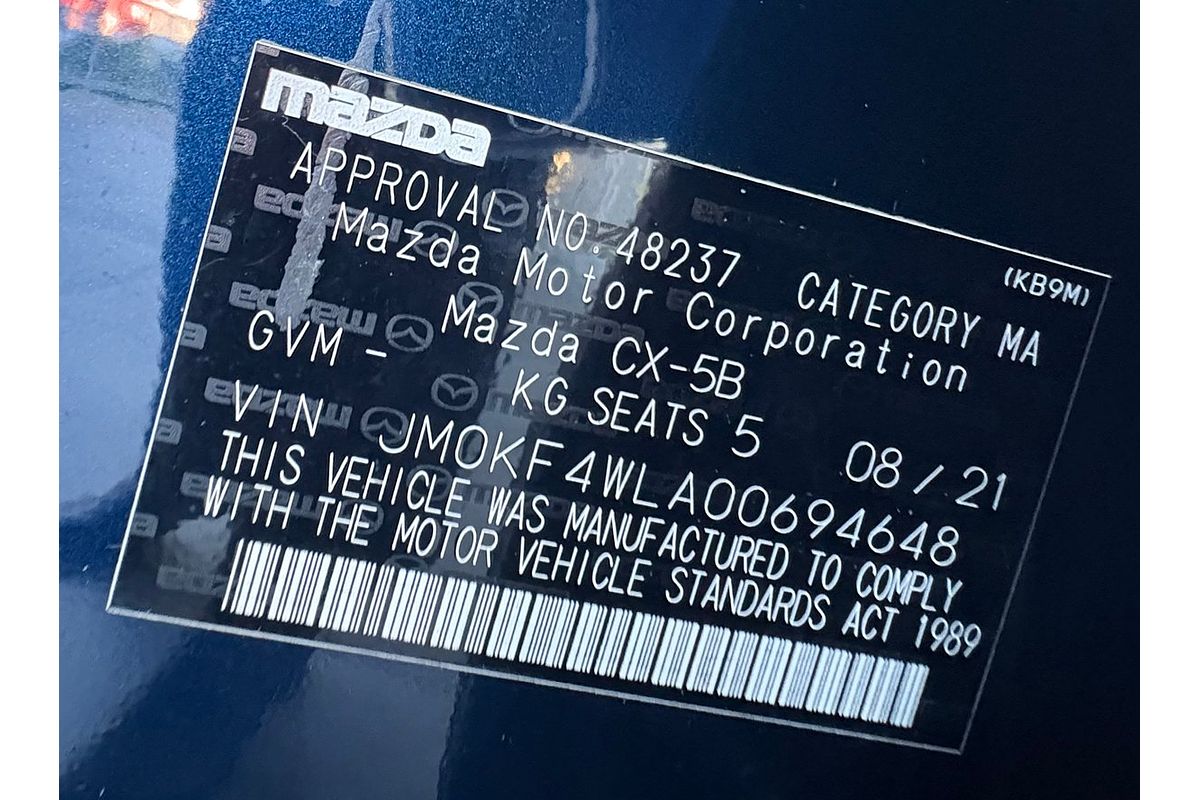 mazda
(KB9M)
APPROVAL NO. 48237 CATEGORY MA
Mazda Motor Corporation
Mazda CX-5B
GVM - KG SEATS 5 08/21
VIN JM0KF4WLA00694648
THIS VEHICLE WAS MANUFACTURED TO COMPLY
WITH THE MOTOR VEHICLE STANDARDS ACT 1989